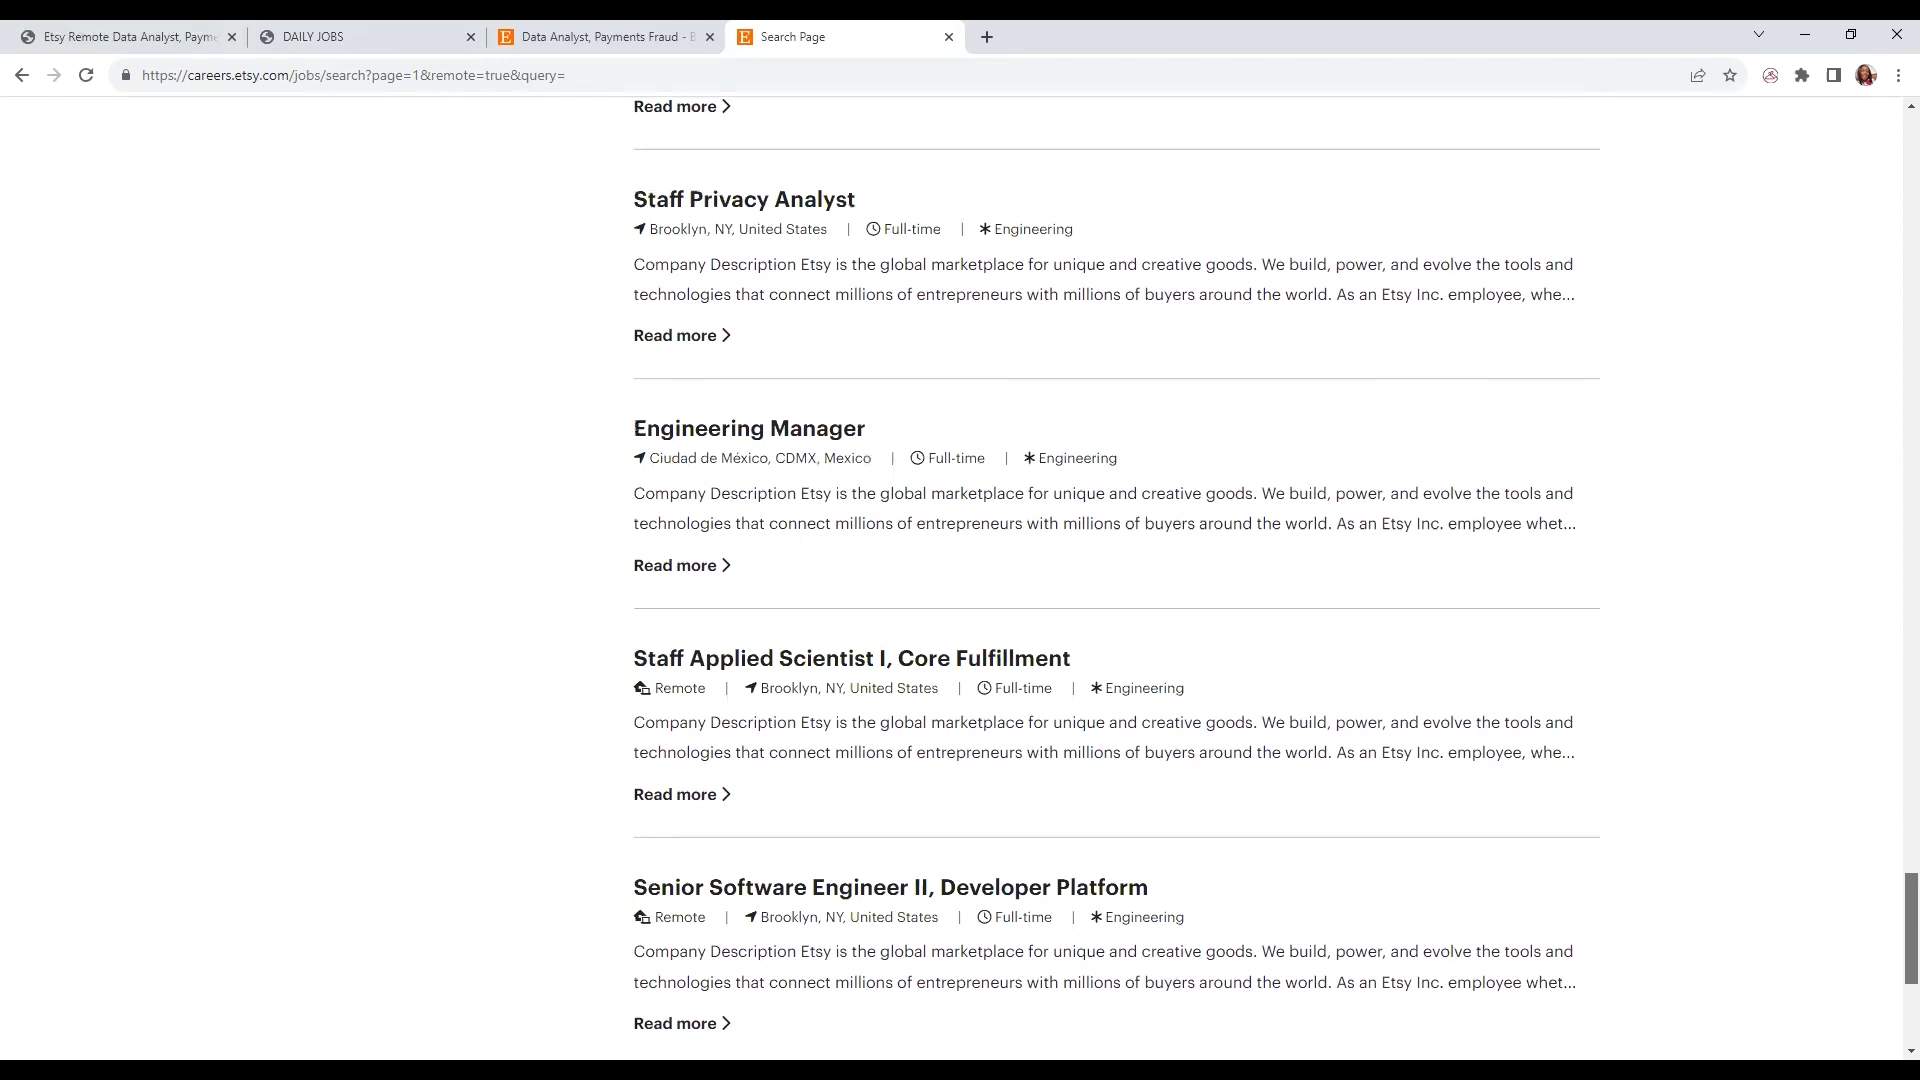 Etsy Remote Data Analyst, Payme
DAILY JOBS
Data Analyst, Payments Fraud - B
Search Page
https://careers.etsy.com/jobs/search?page=1&remote=true&query=
Read more
Staff Privacy Analyst
Brooklyn, NY, United States | Full-time | Engineering
Company Description Etsy is the global marketplace for unique and creative goods. We build, power, and evolve the tools and
technologies that connect millions of entrepreneurs with millions of buyers around the world. As an Etsy Inc. employee, whe...
Read more
Engineering Manager
Ciudad de México, CDMX, Mexico | Full-time | Engineering
Company Description Etsy is the global marketplace for unique and creative goods. We build, power, and evolve the tools and
technologies that connect millions of entrepreneurs with millions of buyers around the world. As an Etsy Inc. employee whet...
Read more
Staff Applied Scientist I, Core Fulfillment
Remote | Brooklyn, NY, United States | Full-time | Engineering
Company Description Etsy is the global marketplace for unique and creative goods. We build, power, and evolve the tools and
technologies that connect millions of entrepreneurs with millions of buyers around the world. As an Etsy Inc. employee, whe...
Read more
Senior Software Engineer II, Developer Platform
Remote | Brooklyn, NY, United States | Full-time | Engineering
Company Description Etsy is the global marketplace for unique and creative goods. We build, power, and evolve the tools and
technologies that connect millions of entrepreneurs with millions of buyers around the world. As an Etsy Inc. employee whet...
Read more